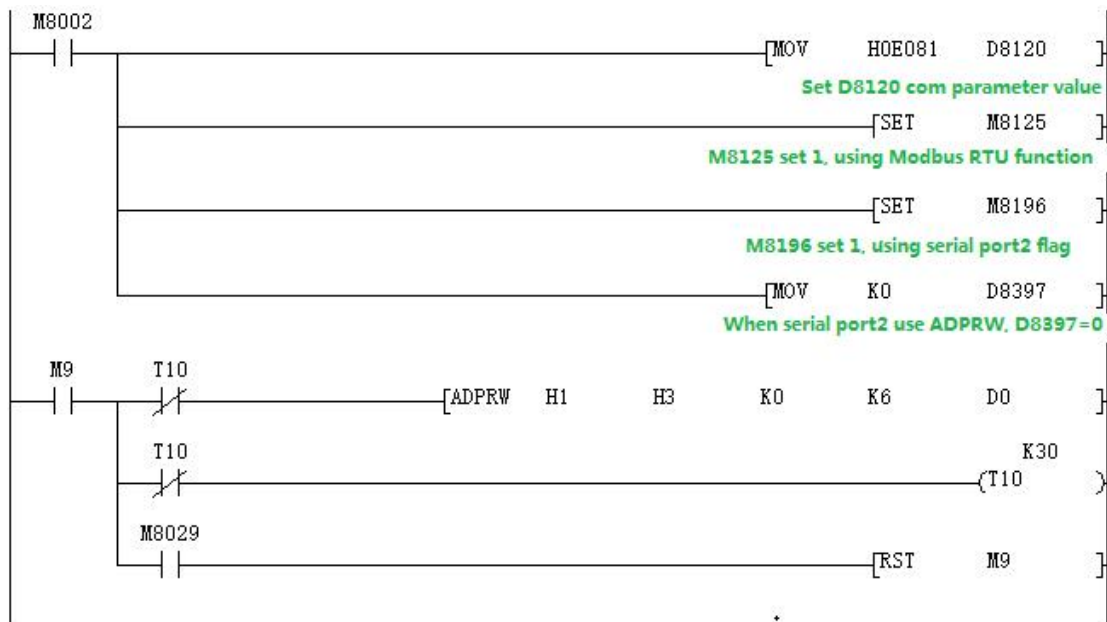 M8002
MOV H0E081 D8120
Set D8120 com parameter value
SET M8125
M8125 set 1, using Modbus RTU function
SET M8196
M8196 set 1, using serial port2 flag
MOV K0 D8397
When serial port2 use ADPRW, D8397=0
M9 T10
ADPRW H1 H3 K0 K6 D0
T10 K30
T10
M8029
RST M9